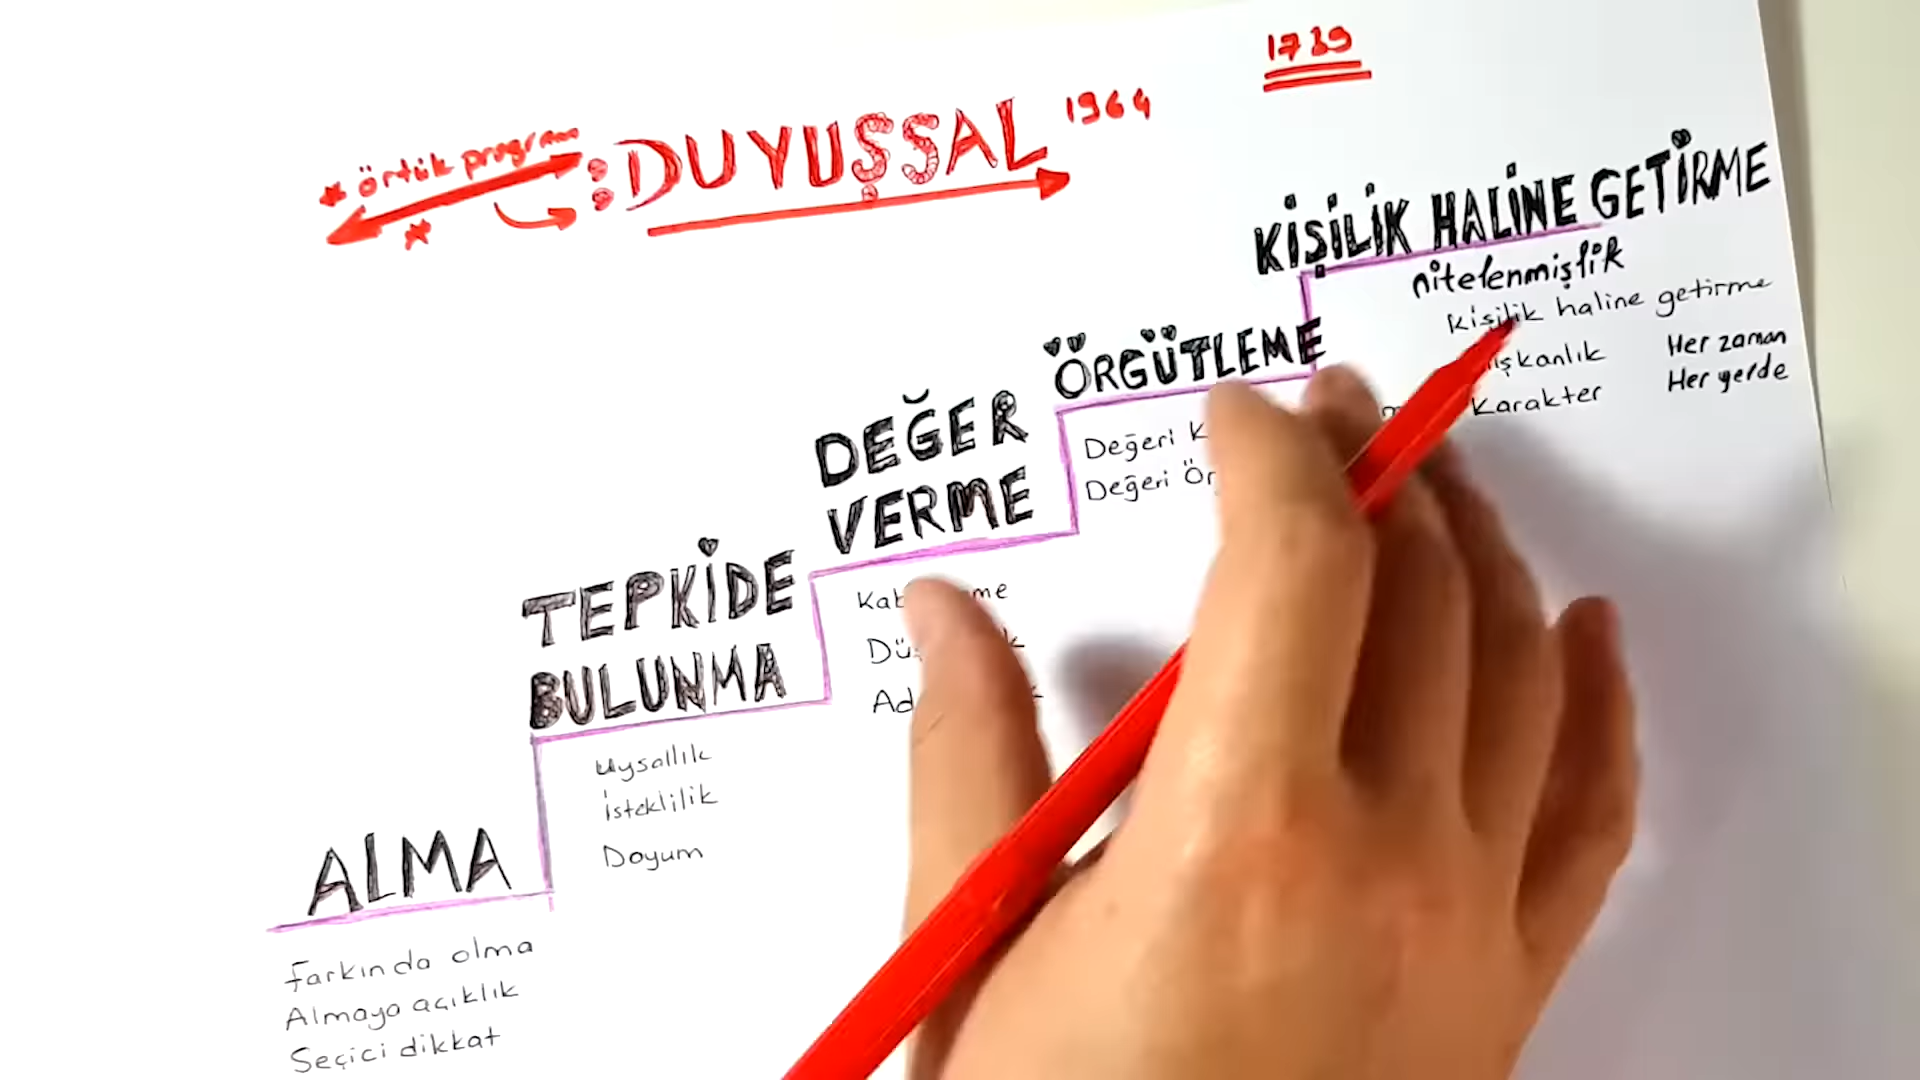 1739
* örtük program
: DUYUŞSAL 1964
*
KİŞİLİK HALİNE GETİRME
nitelenmişlik
kişilik haline getirme
Her zaman
Karakter
Her yerde
ÖRGÜTLEME
Değeri
Değeri
DEĞER
VERME
TEPKİDE
BULUNMA
Uysallık
İsteklilik
Doyum
ALMA
Farkında olma
Almaya açıklık
Seçici dikkat